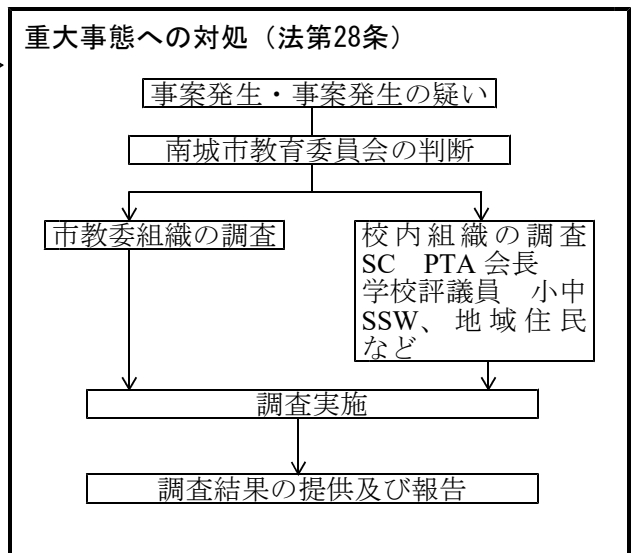 重大事態への対処（法第28条）
事案発生・事案発生の疑い
南城市教育委員会の判断
市教委組織の調査
校内組織の調査
SC　PTA 会長
学校評議員　小中
SSW、地域住民
など
調査実施
調査結果の提供及び報告